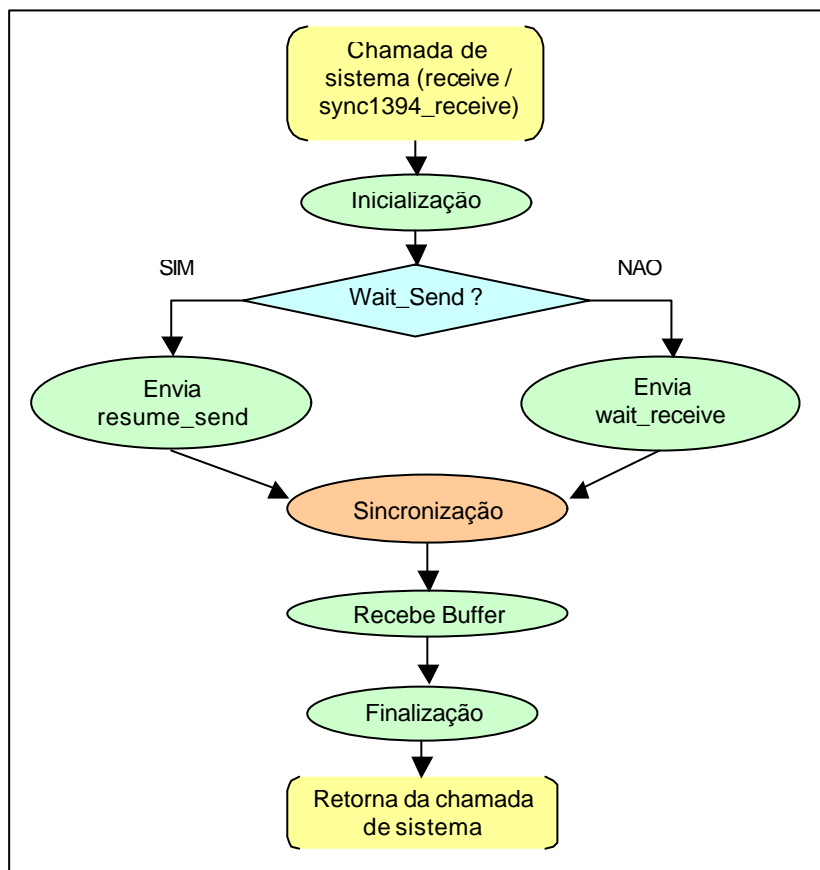 Chamada de
sistema (receive /
sync1394_receive)
Inicialização
SIM
NAO
Wait_Send ?
Envia
resume_send
Envia
wait_receive
Sincronização
Recebe Buffer
Finalização
Retorna da chamada
de sistema